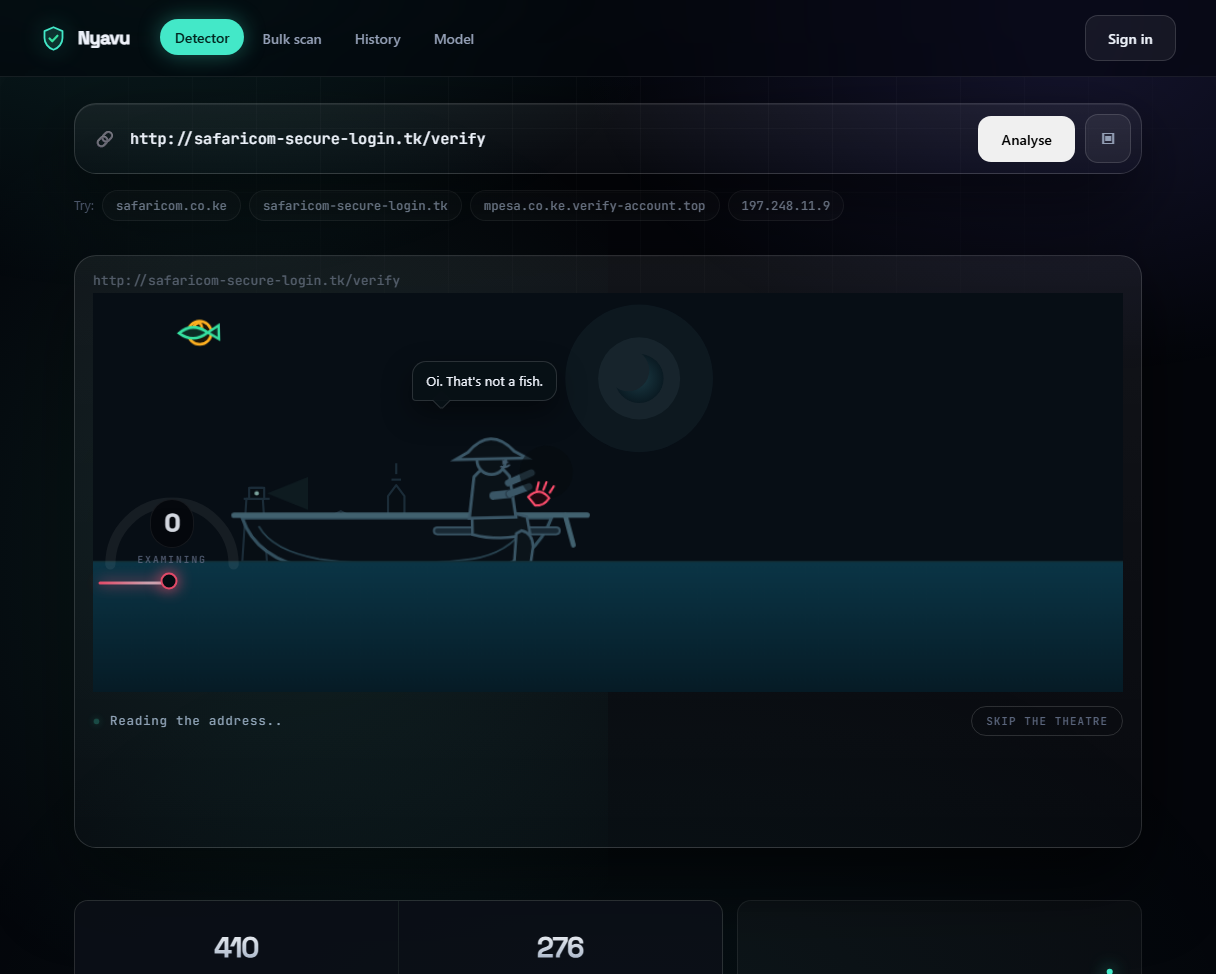 Nyavu
Detector
Bulk scan
History
Model
Sign in
http://safaricom-secure-login.tk/verify
Analyse
Try:
safaricom.co.ke
safaricom-secure-login.tk
mpesa.co.ke.verify-account.top
197.248.11.9
http://safaricom-secure-login.tk/verify
Oi. That's not a fish.
0
EXAMINING
Reading the address..
SKIP THE THEATRE
410
276